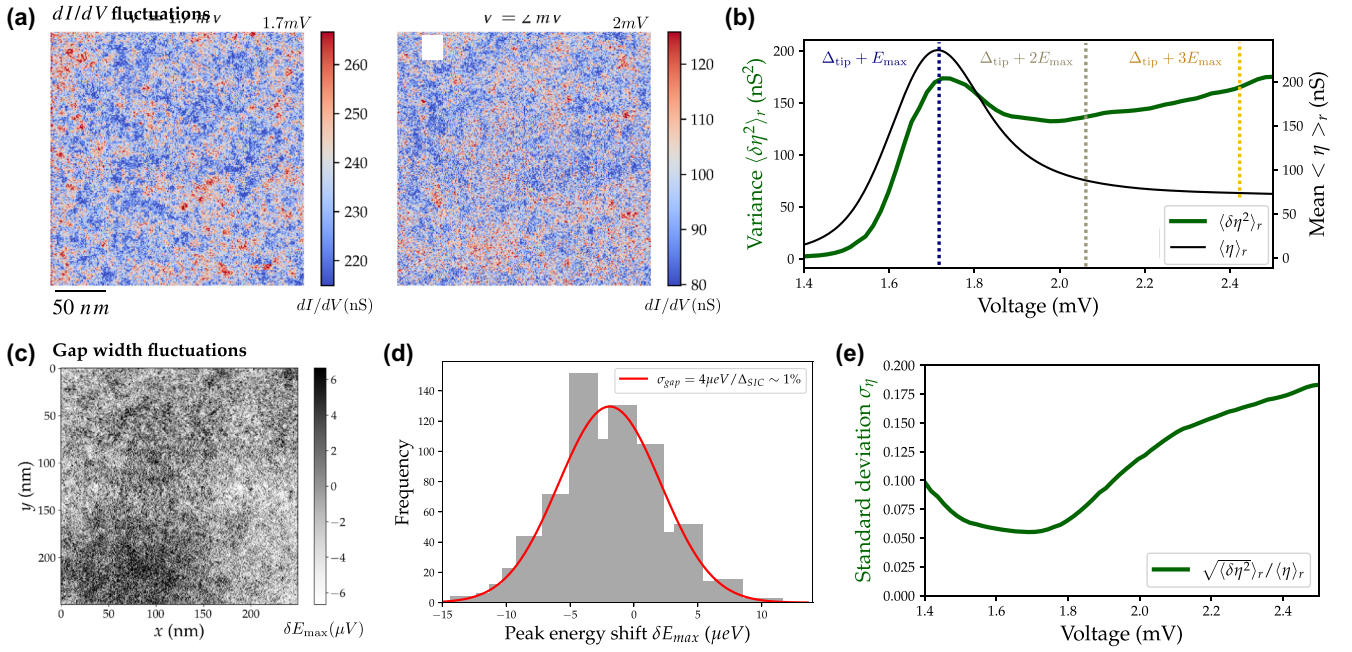 (a)
dI/dV fluctuations
V = 1.7 mV
1.7mV
V = 2 mV
2mV
260
250
240
230
220
120
110
100
90
80
50 nm
dI/dV(nS)
dI/dV(nS)
(b)
Δtip + Emax
Δtip + 2Emax
Δtip + 3Emax
200
150
100
50
0
200
150
100
50
0
Variance ⟨δη²⟩r (nS²)
Mean < η >r (nS)
⟨δη²⟩r
⟨η⟩r
1.4 1.6 1.8 2.0 2.2 2.4
Voltage (mV)
(c)
Gap width fluctuations
0
50
100
150
200
y (nm)
0 50 100 150 200
x (nm)
6
4
2
0
−2
−4
−6
δEmax(μV)
(d)
σgap = 4μeV/ΔSIC ∼ 1%
140
120
100
80
60
40
20
0
Frequency
−15 −10 −5 0 5 10
Peak energy shift δEmax (μeV)
(e)
0.200
0.175
0.150
0.125
0.100
0.075
0.050
0.025
0.000
Standard deviation ση
√⟨δη²⟩r/⟨η⟩r
1.4 1.6 1.8 2.0 2.2 2.4
Voltage (mV)